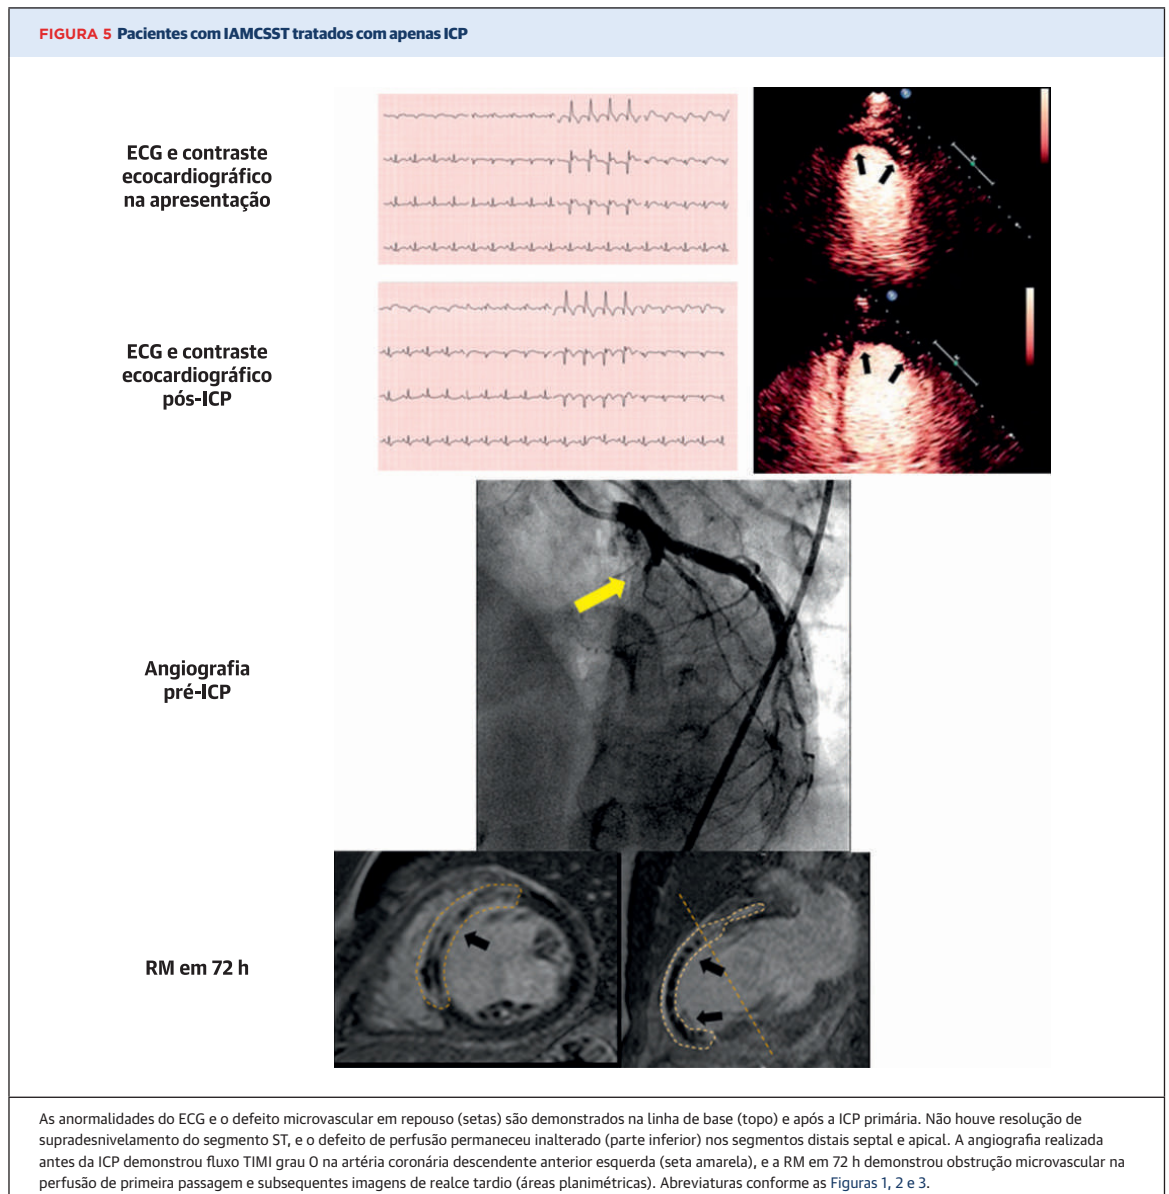 FIGURA 5 Pacientes com IAMCSST tratados com apenas ICP
ECG e contraste
ecocardiográfico
na apresentação
ECG e contraste
ecocardiográfico
pós-ICP
Angiografia
pré-ICP
RM em 72 h
As anormalidades do ECG e o defeito microvascular em repouso (setas) são demonstrados na linha de base (topo) e após a ICP primária. Não houve resolução de
supradesnivelamento do segmento ST, e o defeito de perfusão permaneceu inalterado (parte inferior) nos segmentos distais septal e apical. A angiografia realizada
antes da ICP demonstrou fluxo TIMI grau 0 na artéria coronária descendente anterior esquerda (seta amarela), e a RM em 72 h demonstrou obstrução microvascular na
perfusão de primeira passagem e subsequentes imagens de realce tardio (áreas planimétricas). Abreviaturas conforme as Figuras 1, 2 e 3.